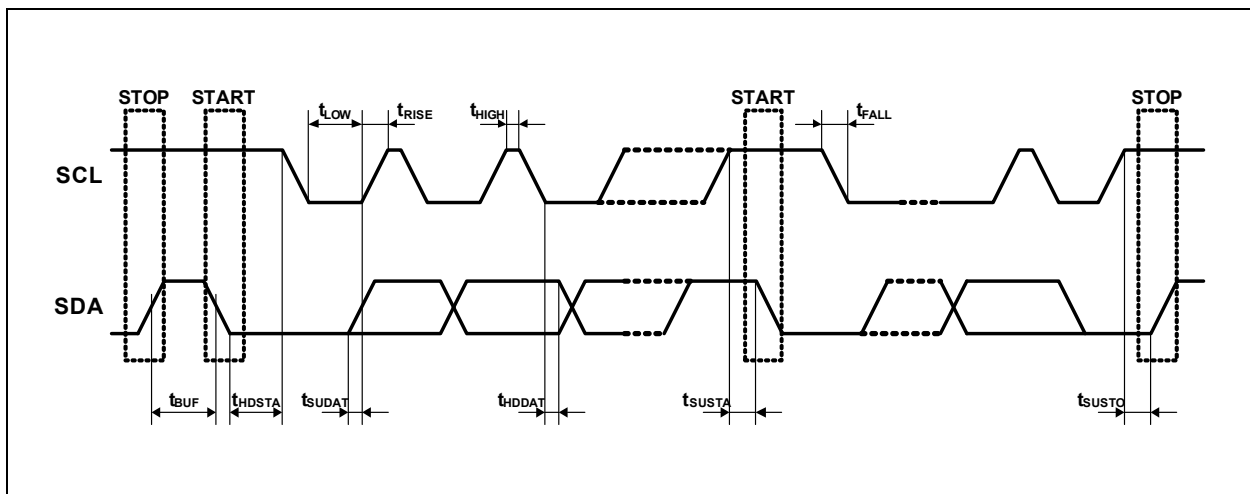 STOP START START STOP
tLOW tRISE tHIGH tFALL
SCL
SDA
tBUF tHDSTA tSUDAT tHDDAT tSUSTA tSUSTO